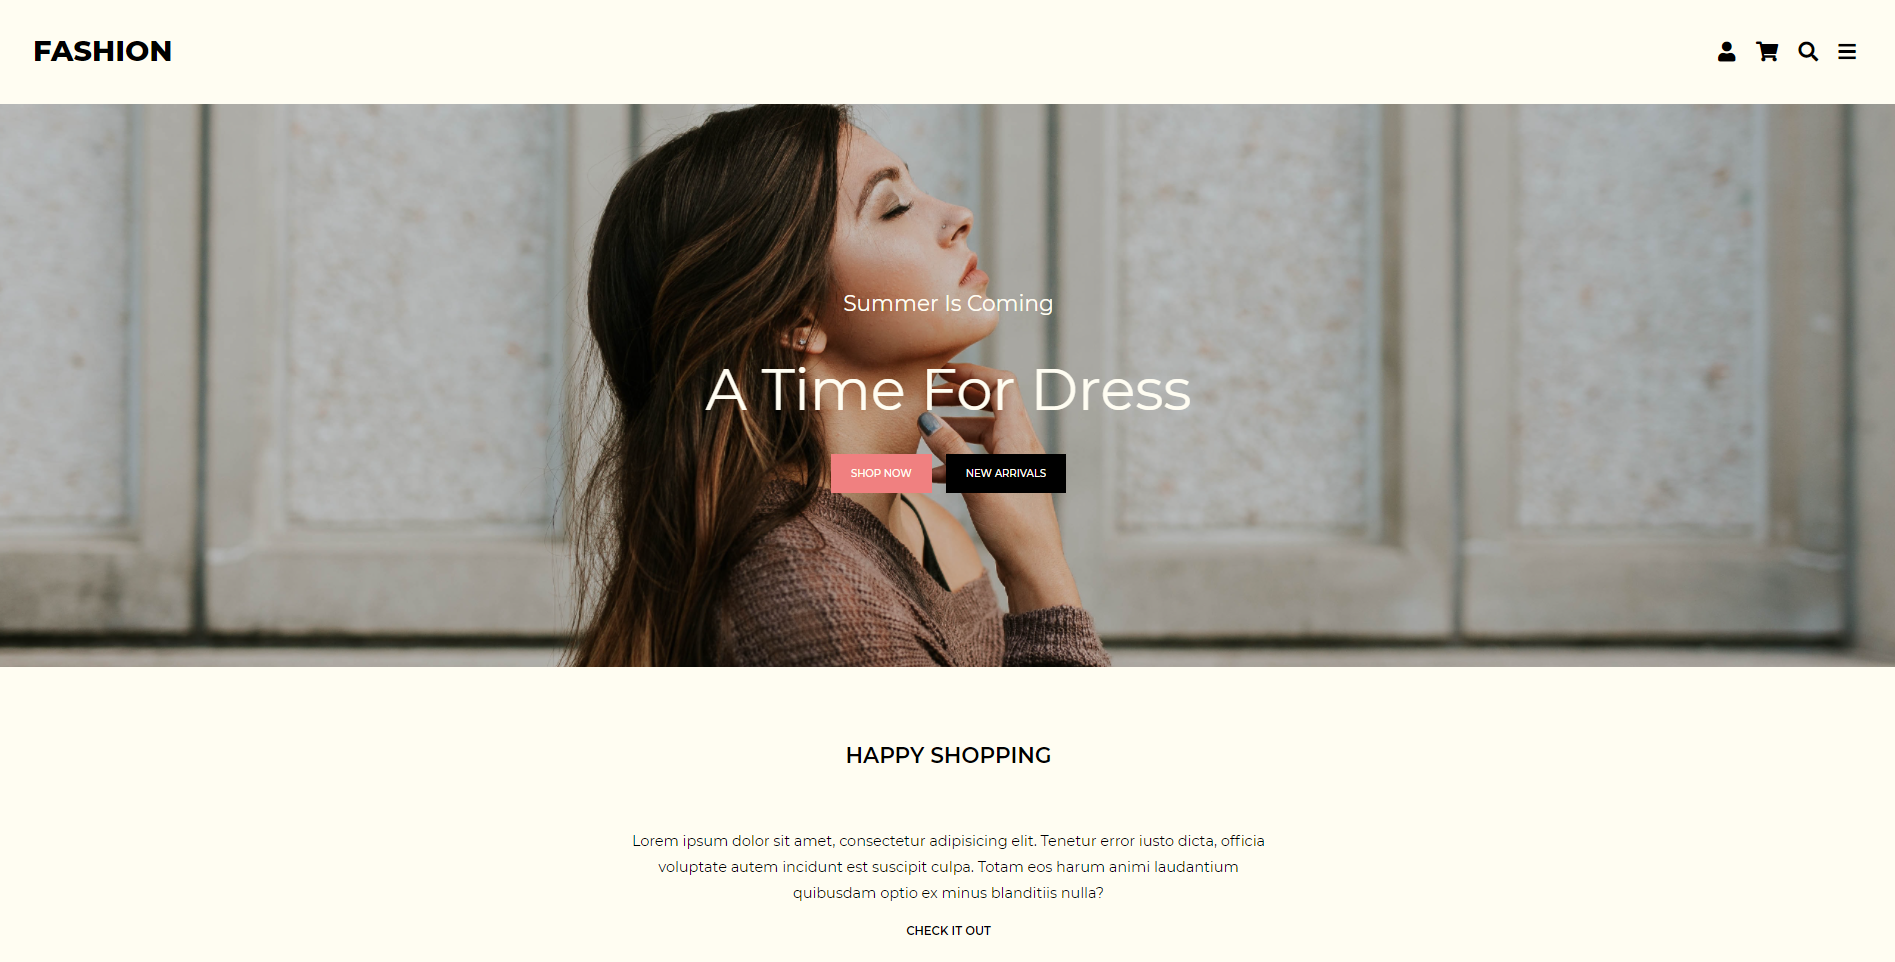 FASHION
Summer Is Coming
A Time For Dress
SHOP NOW
NEW ARRIVALS
HAPPY SHOPPING
Lorem ipsum dolor sit amet, consectetur adipisicing elit. Tenetur error iusto dicta, officia
voluptate autem incidunt est suscipit culpa. Totam eos harum animi laudantium
quibusdam optio ex minus blanditiis nulla?
CHECK IT OUT